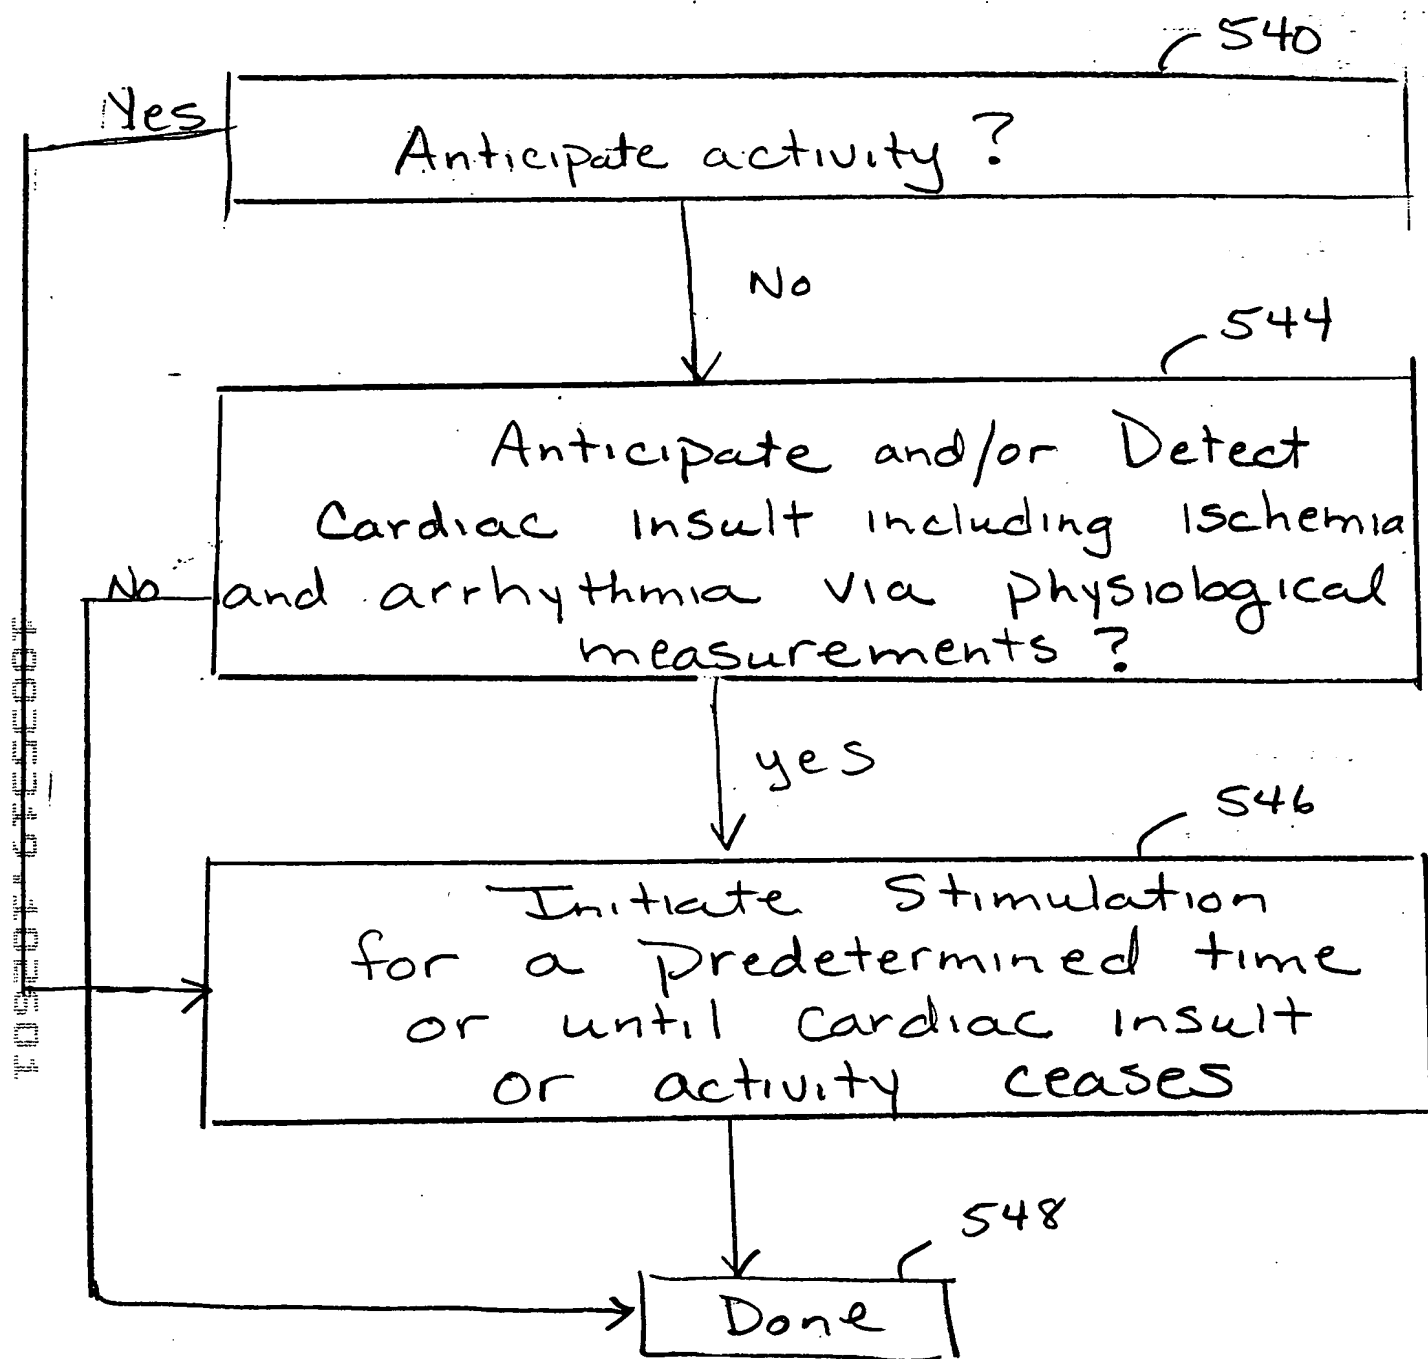 540
Yes
Anticipate activity?
No
544
Anticipate and/or Detect
Cardiac insult including ischemia
No
and arrhythmia via physiological
measurements?
yes
546
Initiate Stimulation
for a predetermined time
or until cardiac insult
or activity ceases
548
Done